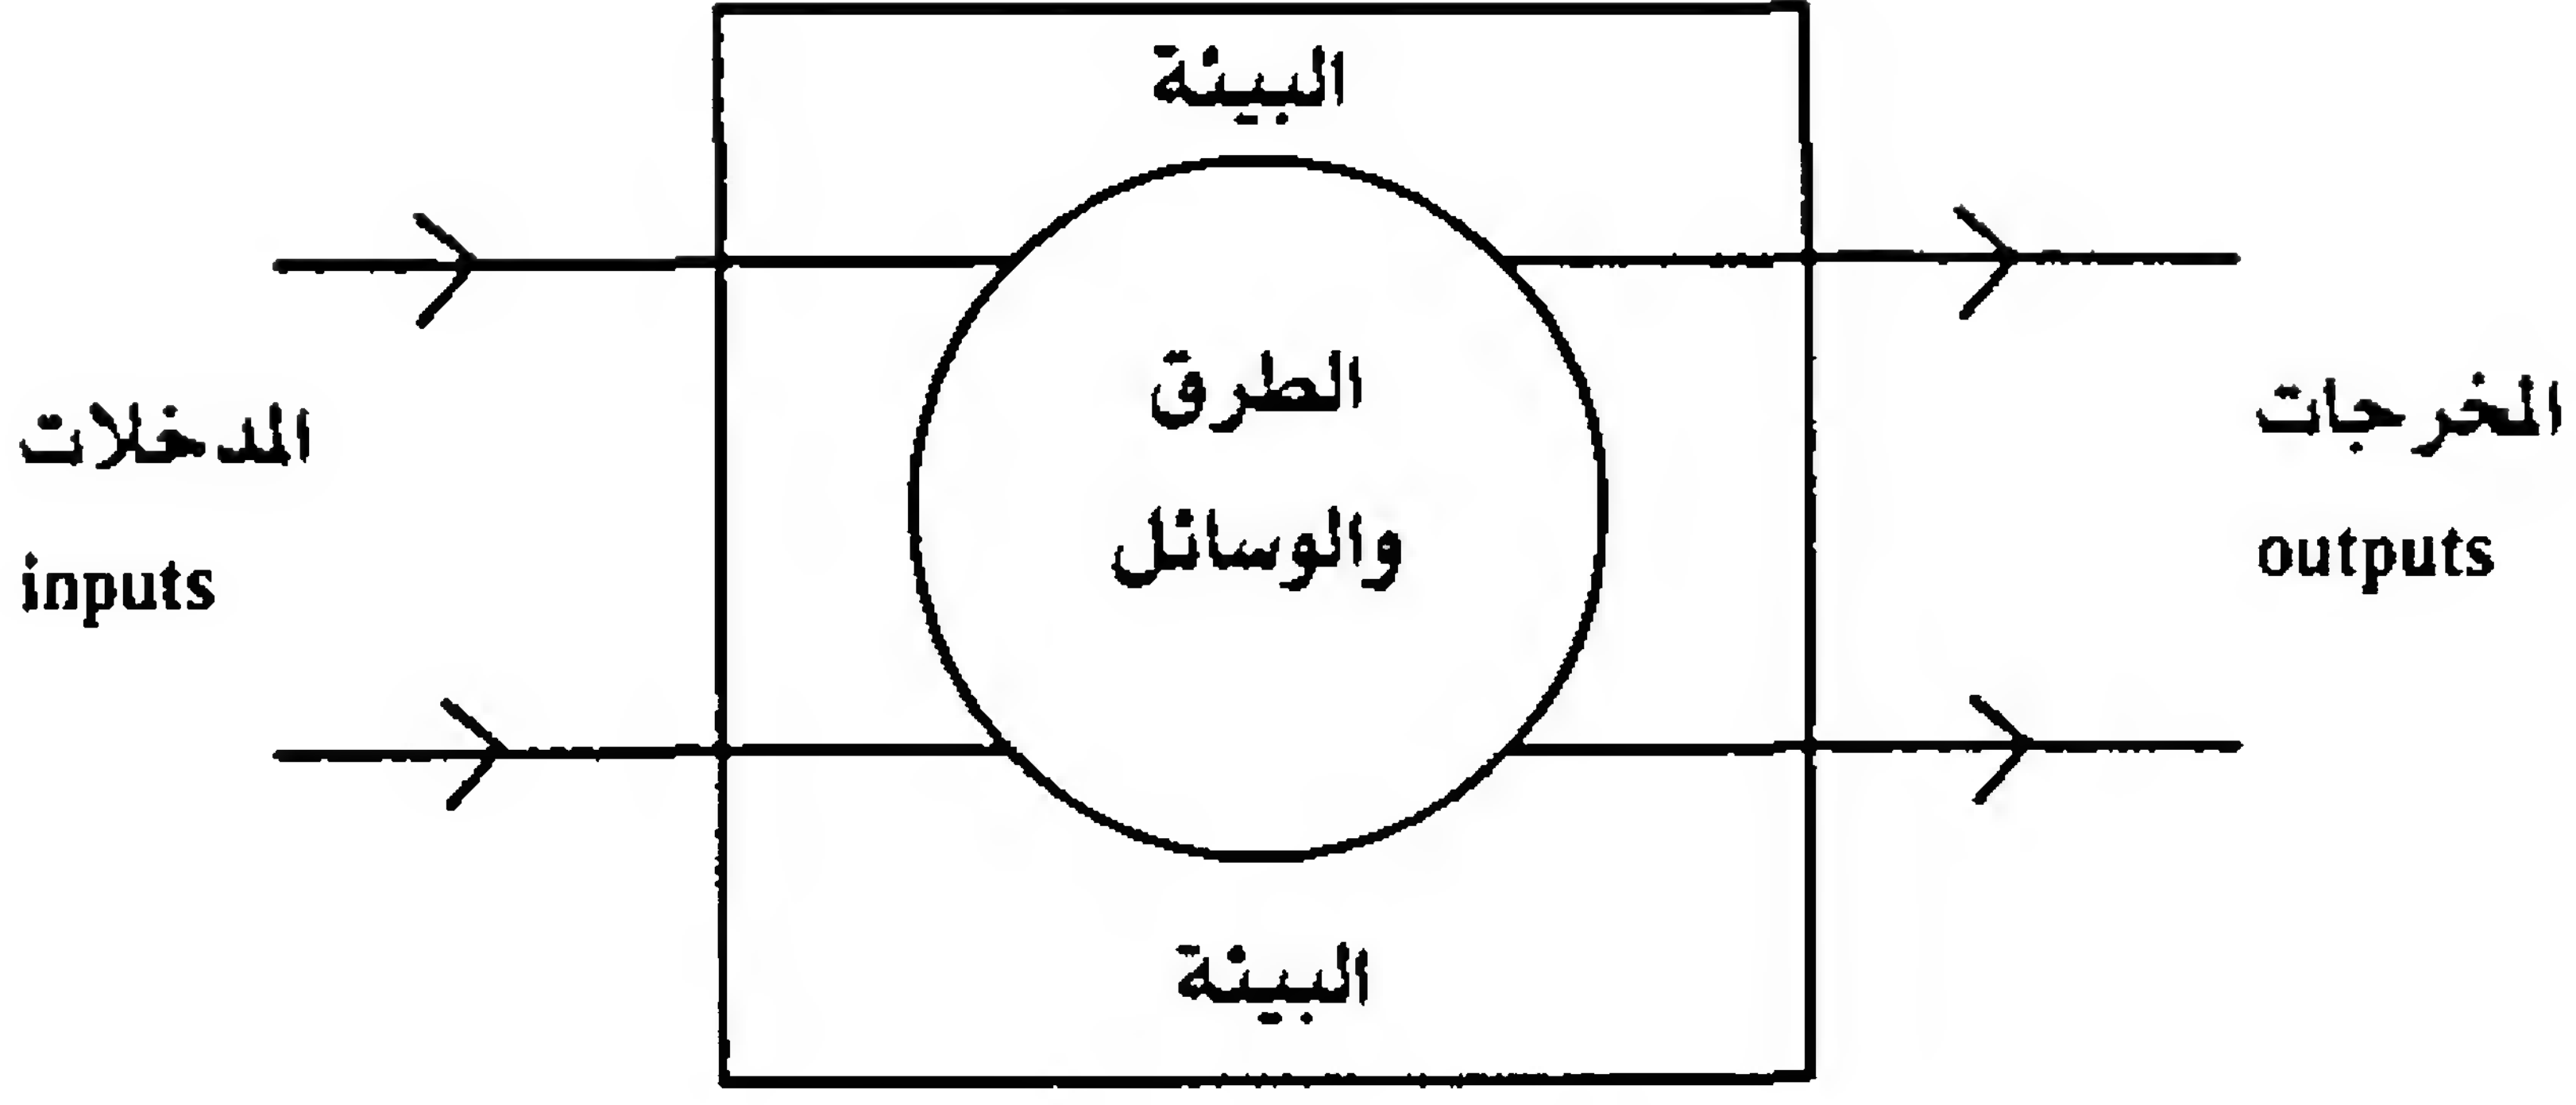 البيئة
الطرق
والوسائل
المدخلات
inputs
المخرجات
outputs
البيئة